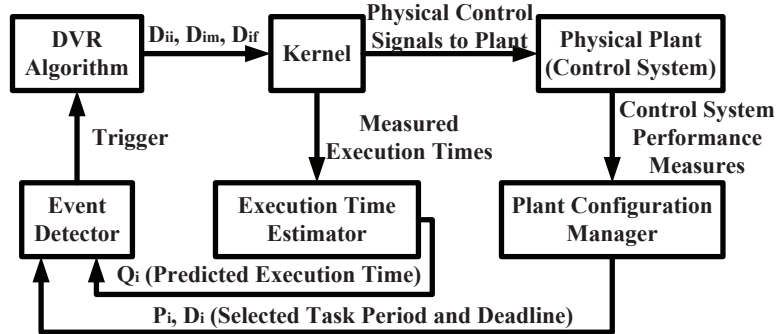 DVR
Algorithm
Dii, Dim, Dif
Kernel
Physical Control
Signals to Plant
Physical Plant
(Control System)
Trigger
Measured
Execution Times
Control System
Performance
Measures
Event
Detector
Execution Time
Estimator
Plant Configuration
Manager
Qi (Predicted Execution Time)
Pi, Di (Selected Task Period and Deadline)